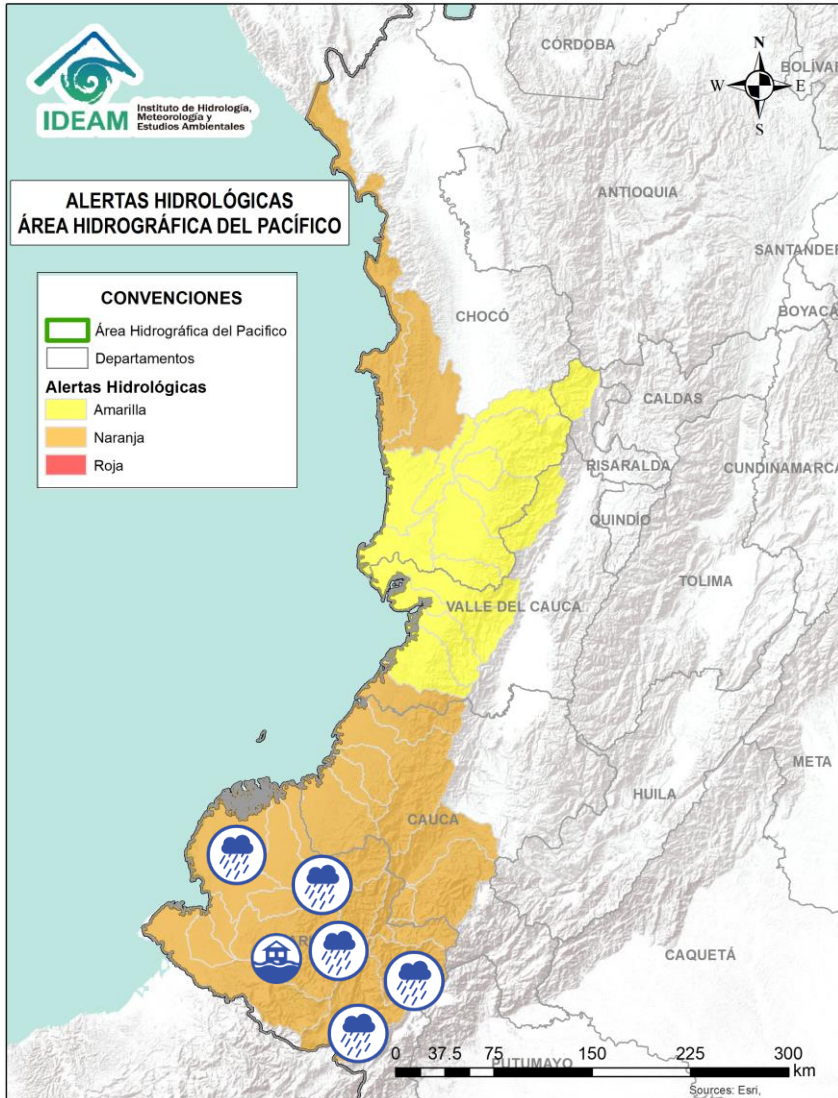 IDEAM
Instituto de Hidrología,
Meteorología y
Estudios Ambientales
ALERTAS HIDROLÓGICAS
ÁREA HIDROGRÁFICA DEL PACÍFICO
CONVENCIONES
Área Hidrográfica del Pacifico
Departamentos
Alertas Hidrológicas
Amarilla
Naranja
Roja
N
W
E
S
CÓRDOBA
BOLÍVAR
ANTIOQUIA
SANTANDER
BOYACÁ
CHOCÓ
CALDAS
RISARALDA
CUNDINAMARCA
QUINDÍO
TOLIMA
VALLE DEL CAUCA
META
HUILA
CAUCA
CAQUETÁ
PUTUMAYO
0 37.5 75 150 225 300
km
Sources: Esri,